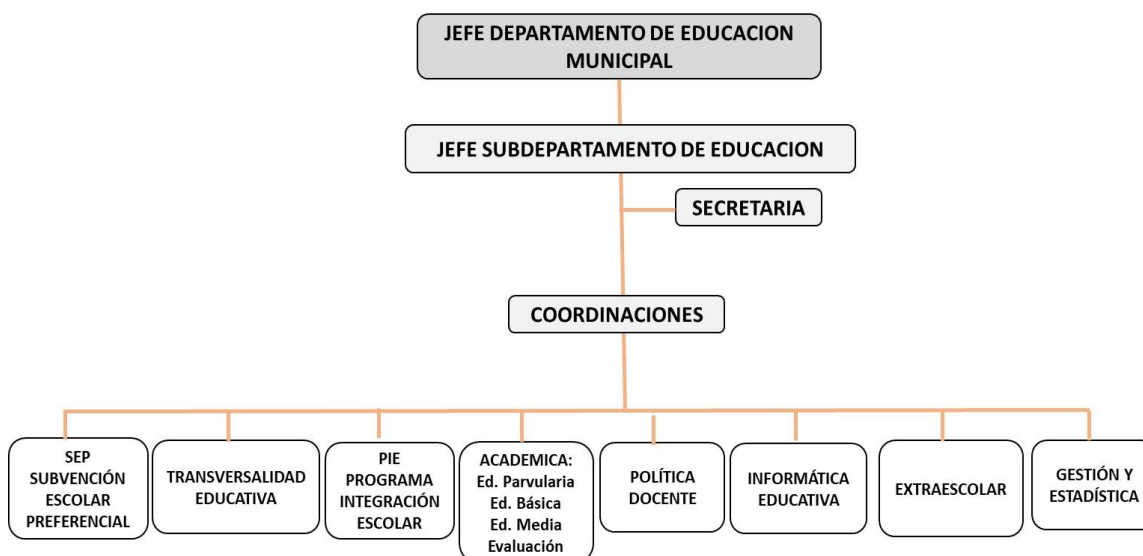 JEFE DEPARTAMENTO DE EDUCACION
MUNICIPAL
JEFE SUBDEPARTAMENTO DE EDUCACION
SECRETARIA
COORDINACIONES
SEP
SUBVENCIÓN
ESCOLAR
PREFERENCIAL
TRANSVERSALIDAD
EDUCATIVA
PIE
PROGRAMA
INTEGRACIÓN
ESCOLAR
ACADEMICA:
Ed. Parvularia
Ed. Básica
Ed. Media
Evaluación
POLÍTICA
DOCENTE
INFORMÁTICA
EDUCATIVA
EXTRAESCOLAR
GESTIÓN Y
ESTADÍSTICA